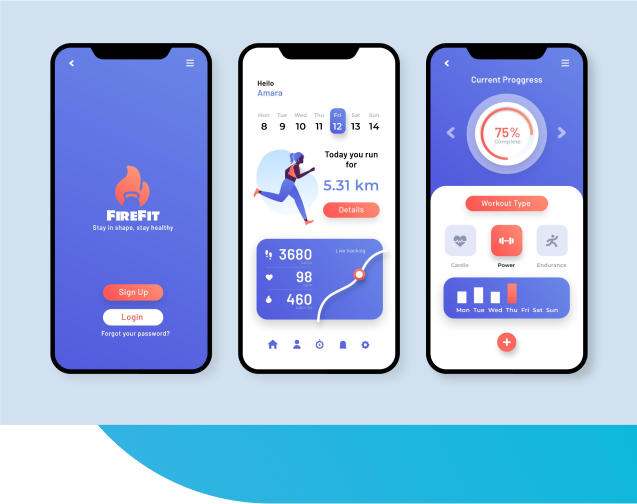 FIREFIT
Stay in shape, stay healthy
Sign Up
Login
Forgot your password?
Hello
Amara
Mon Tue Wed Thu Fri Sat Sun
8 9 10 11 12 13 14
Today you run
for
5.31 km
Details
3680
Live tracking
98
460
Current Proggress
75%
Complete
Workout Type
Cardio
Power
Endurance
Mon Tue Wed Thu Fri Sat Sun